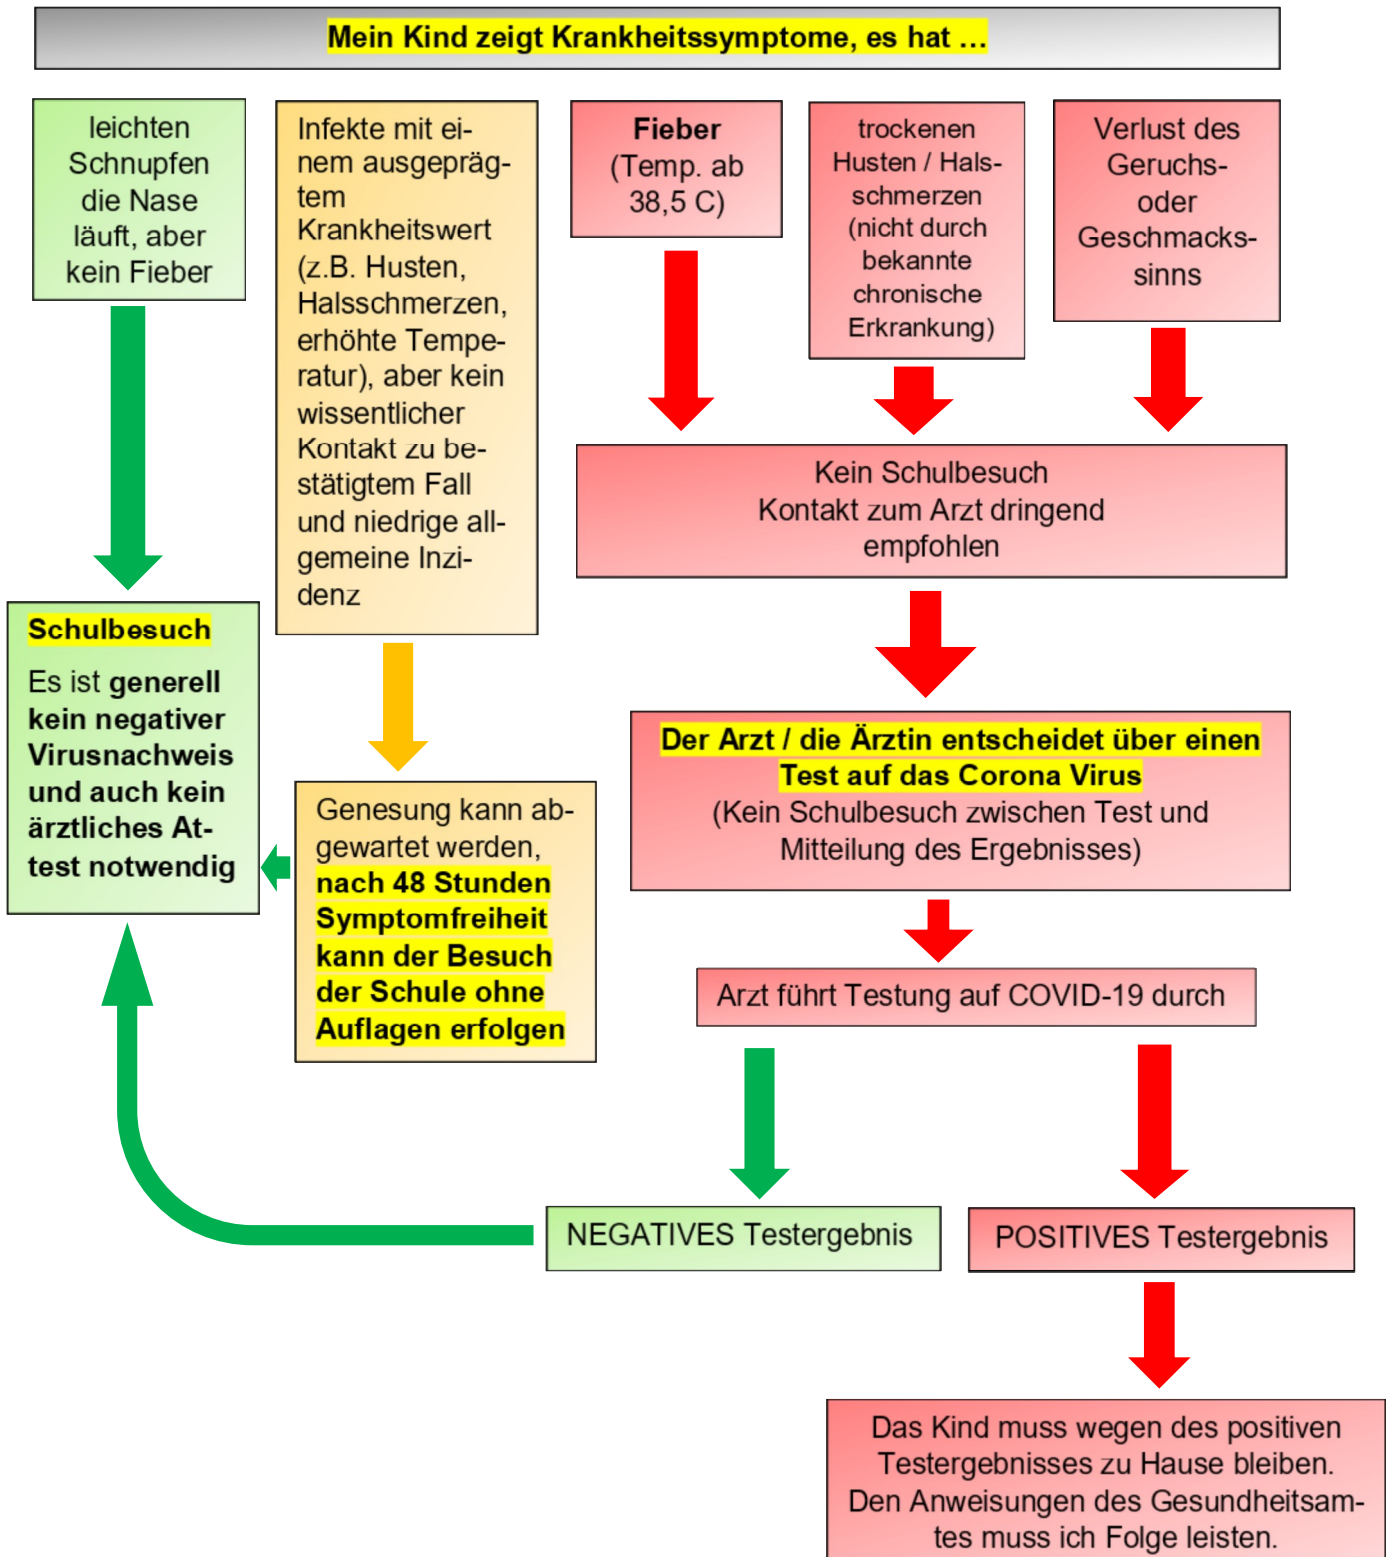 Mein Kind zeigt Krankheitssymptome, es hat …
leichten
Schnupfen
die Nase
läuft, aber
kein Fieber
Infekte mit ei-
nem ausgepräg-
tem
Krankheitswert
(z.B. Husten,
Halsschmerzen,
erhöhte Tempe-
ratur), aber kein
wissentlicher
Kontakt zu be-
stätigtem Fall
und niedrige all-
gemeine Inzi-
denz
Fieber
(Temp. ab
38,5 C)
trockenen
Husten / Hals-
schmerzen
(nicht durch
bekannte
chronische
Erkrankung)
Verlust des
Geruchs-
oder
Geschmacks-
sinns
Kein Schulbesuch
Kontakt zum Arzt dringend
empfohlen
Schulbesuch
Es ist generell
kein negativer
Virusnachweis
und auch kein
ärztliches At-
test notwendig
Genesung kann ab-
gewartet werden,
nach 48 Stunden
Symptomfreiheit
kann der Besuch
der Schule ohne
Auflagen erfolgen
Der Arzt / die Ärztin entscheidet über einen
Test auf das Corona Virus
(Kein Schulbesuch zwischen Test und
Mitteilung des Ergebnisses)
Arzt führt Testung auf COVID-19 durch
NEGATIVES Testergebnis
POSITIVES Testergebnis
Das Kind muss wegen des positiven
Testergebnisses zu Hause bleiben.
Den Anweisungen des Gesundheitsam-
tes muss ich Folge leisten.